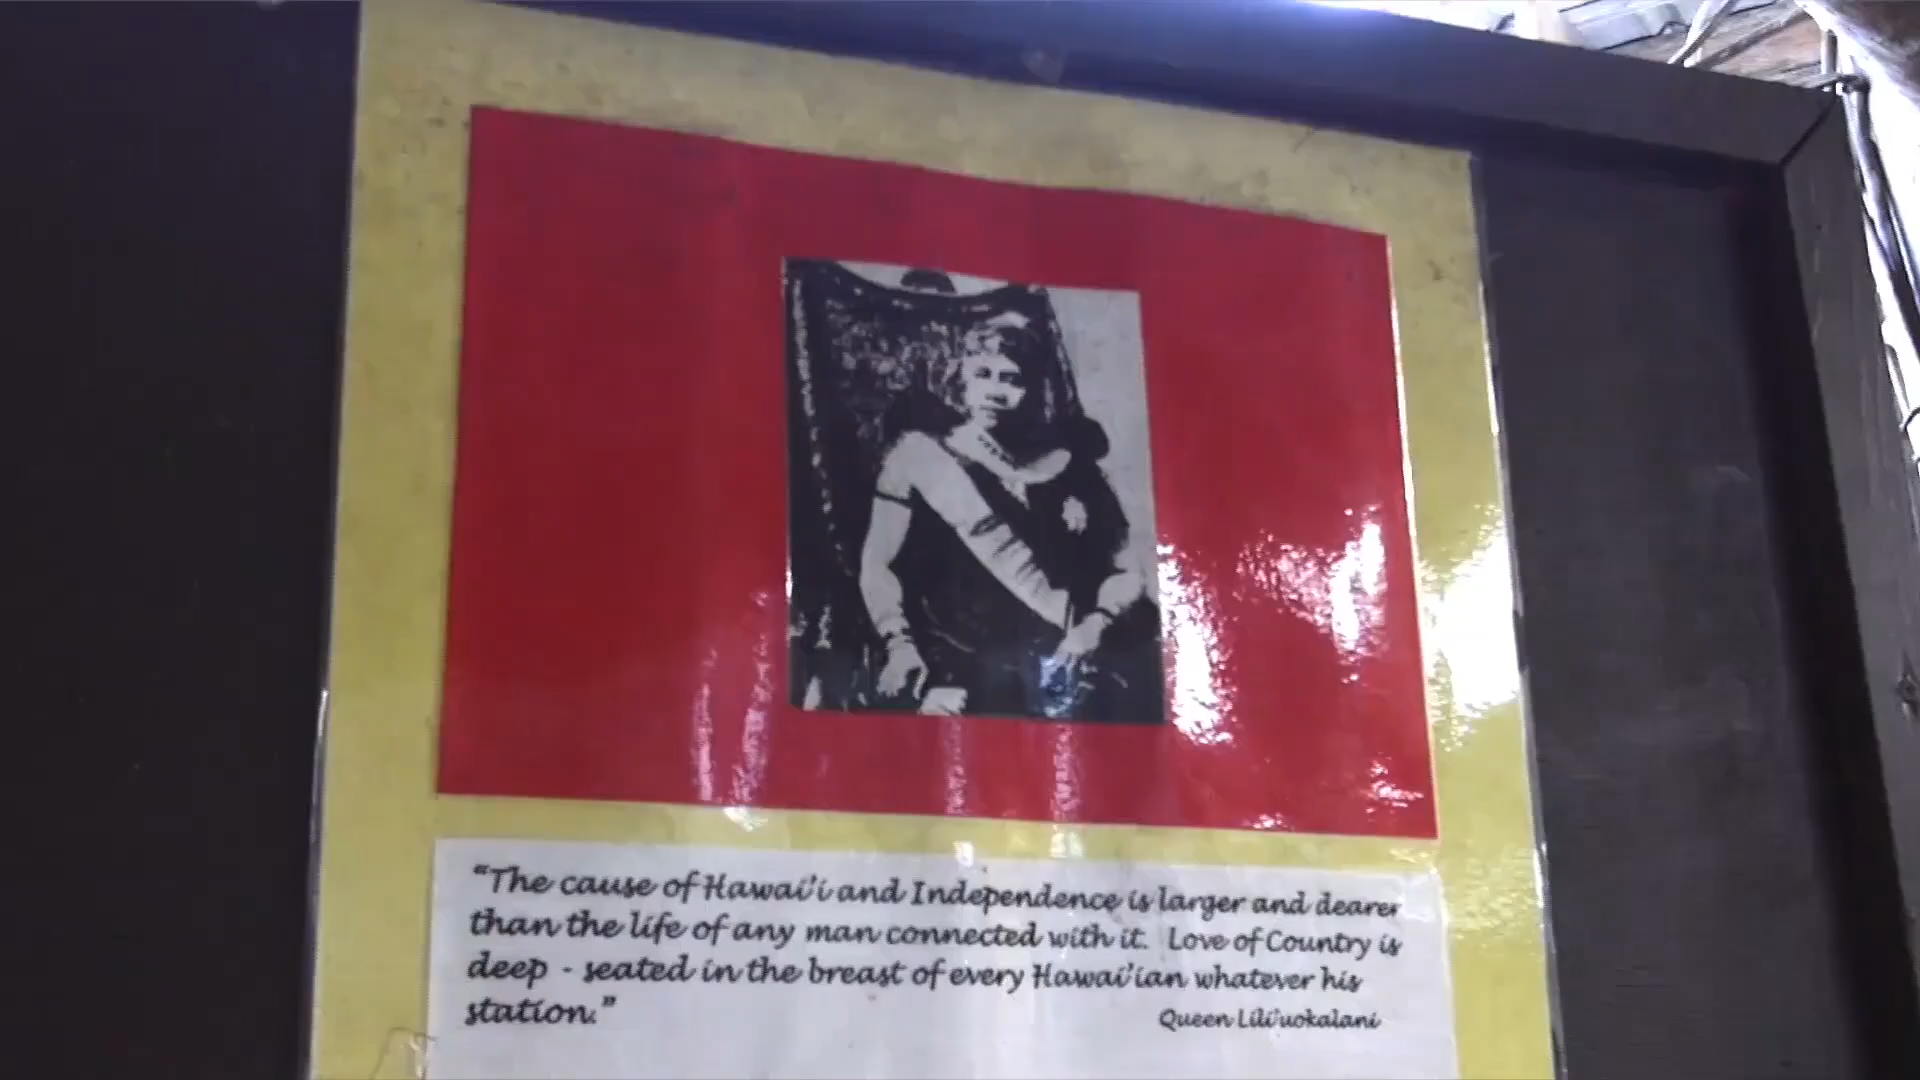 “The cause of Hawai'i and Independence is larger and dearer
than the life of any man connected with it. Love of Country is
deep - seated in the breast of every Hawai'ian whatever his
station.”
Queen Lili'uokalani